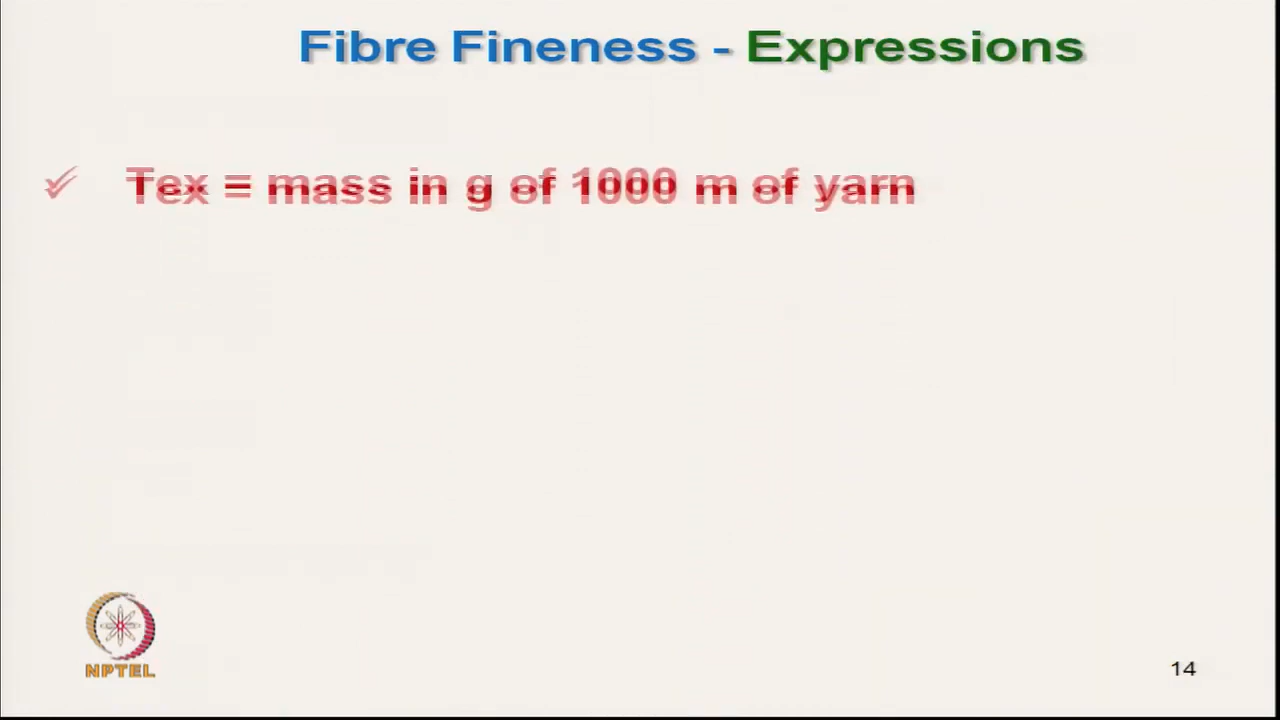 Fibre Fineness - Expressions
✓ Tex = mass in g of 1000 m of yarn
NPTEL
14